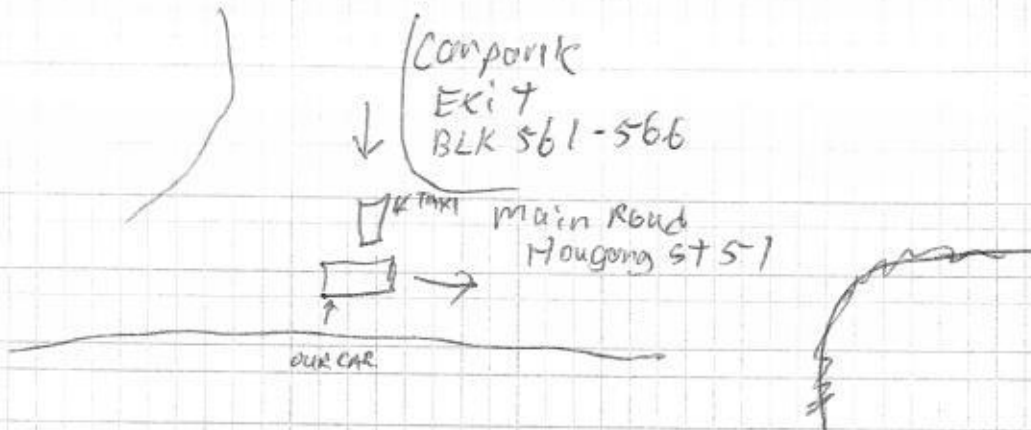 Carpark
Exit
BLK 561-566
TAXI
Main Road
Hougang ST 51
OUR CAR